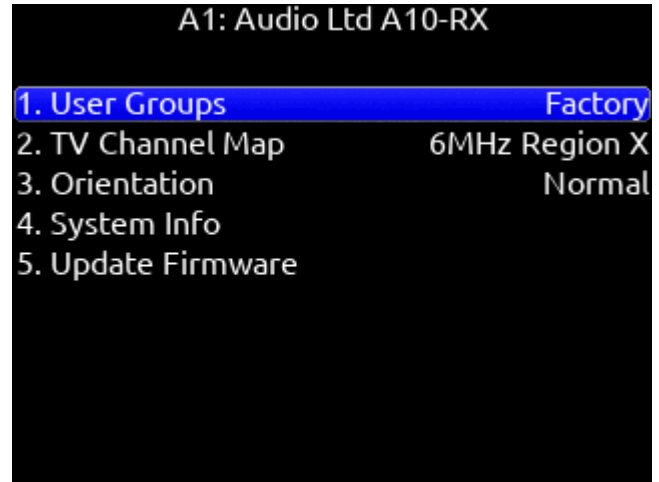 A1: Audio Ltd A10-RX
1. User Groups Factory
2. TV Channel Map 6MHz Region X
3. Orientation Normal
4. System Info
5. Update Firmware